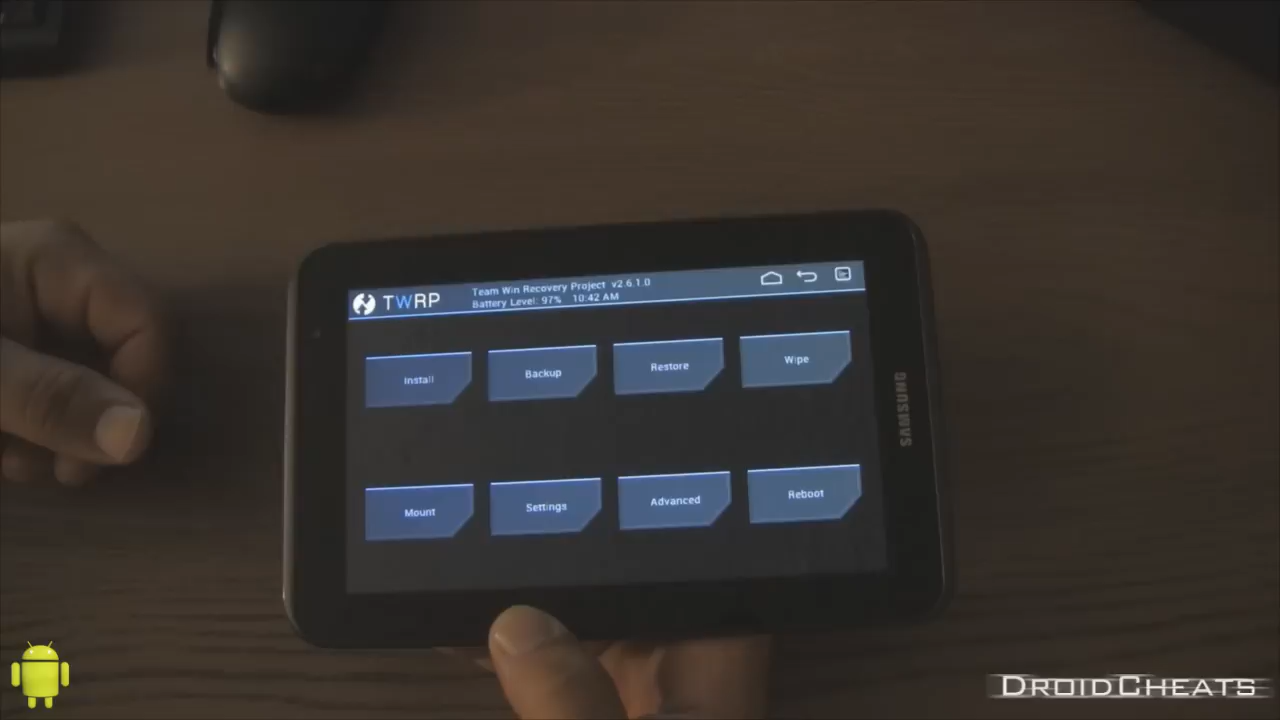 TWRP
Team Win Recovery Project v2.6.1.0
Battery Level: 97% 10:42 AM
Install
Backup
Restore
Wipe
Mount
Settings
Advanced
Reboot
SAMSUNG
DROIDCHEATS